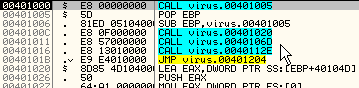 00401000 $ E8 00000000 CALL virus.00401005
00401005 $ 5D POP EBP
00401006 . 81ED 05104000 SUB EBP,virus.00401005
0040100C . E8 0F000000 CALL virus.00401020
00401011 . E8 57000000 CALL virus.0040106D
00401016 . E8 13010000 CALL virus.0040112E
0040101B .v E9 E4010000 JMP virus.00401204
00401020 $ 8D85 4D104000 LEA EAX,DWORD PTR SS:[EBP+40104D]
00401026 . 50 PUSH EAX